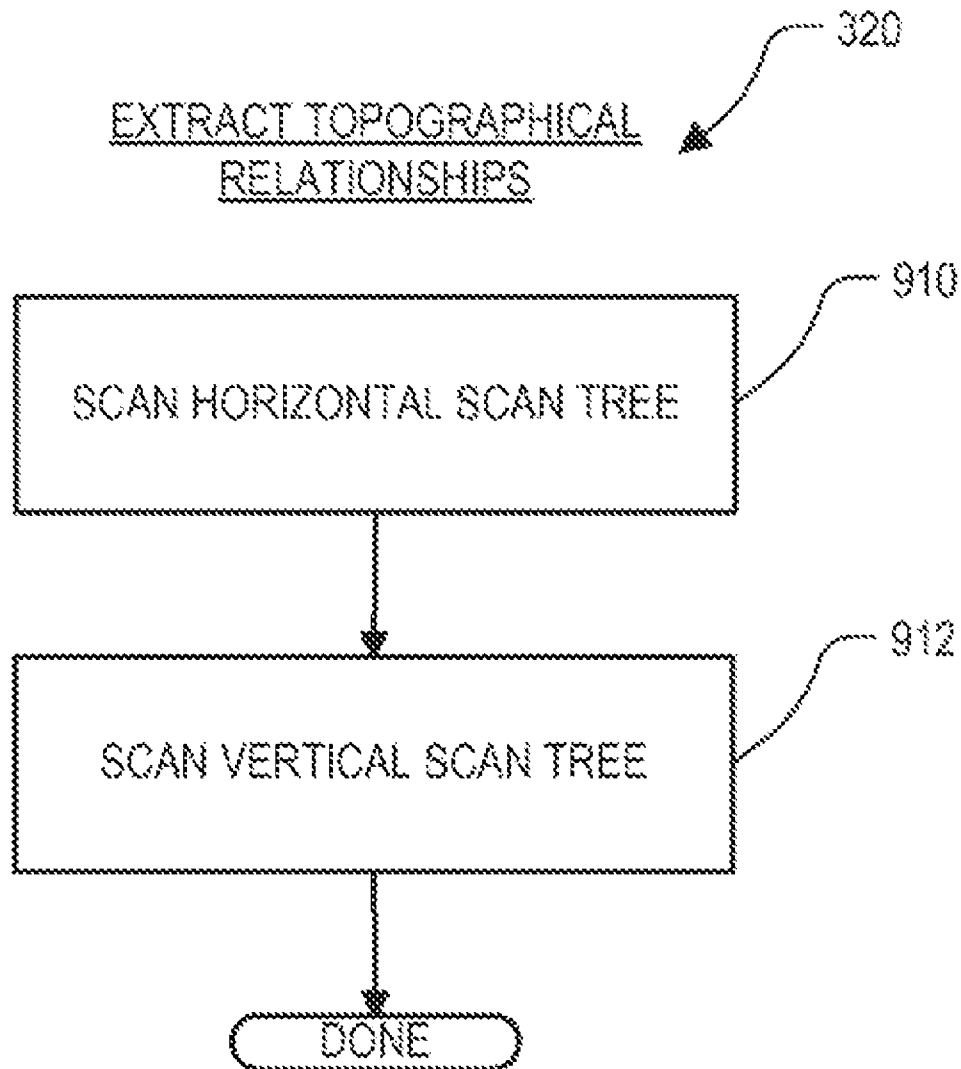 320
EXTRACT TOPOGRAPHICAL
RELATIONSHIPS
910
SCAN HORIZONTAL SCAN TREE
912
SCAN VERTICAL SCAN TREE
DONE